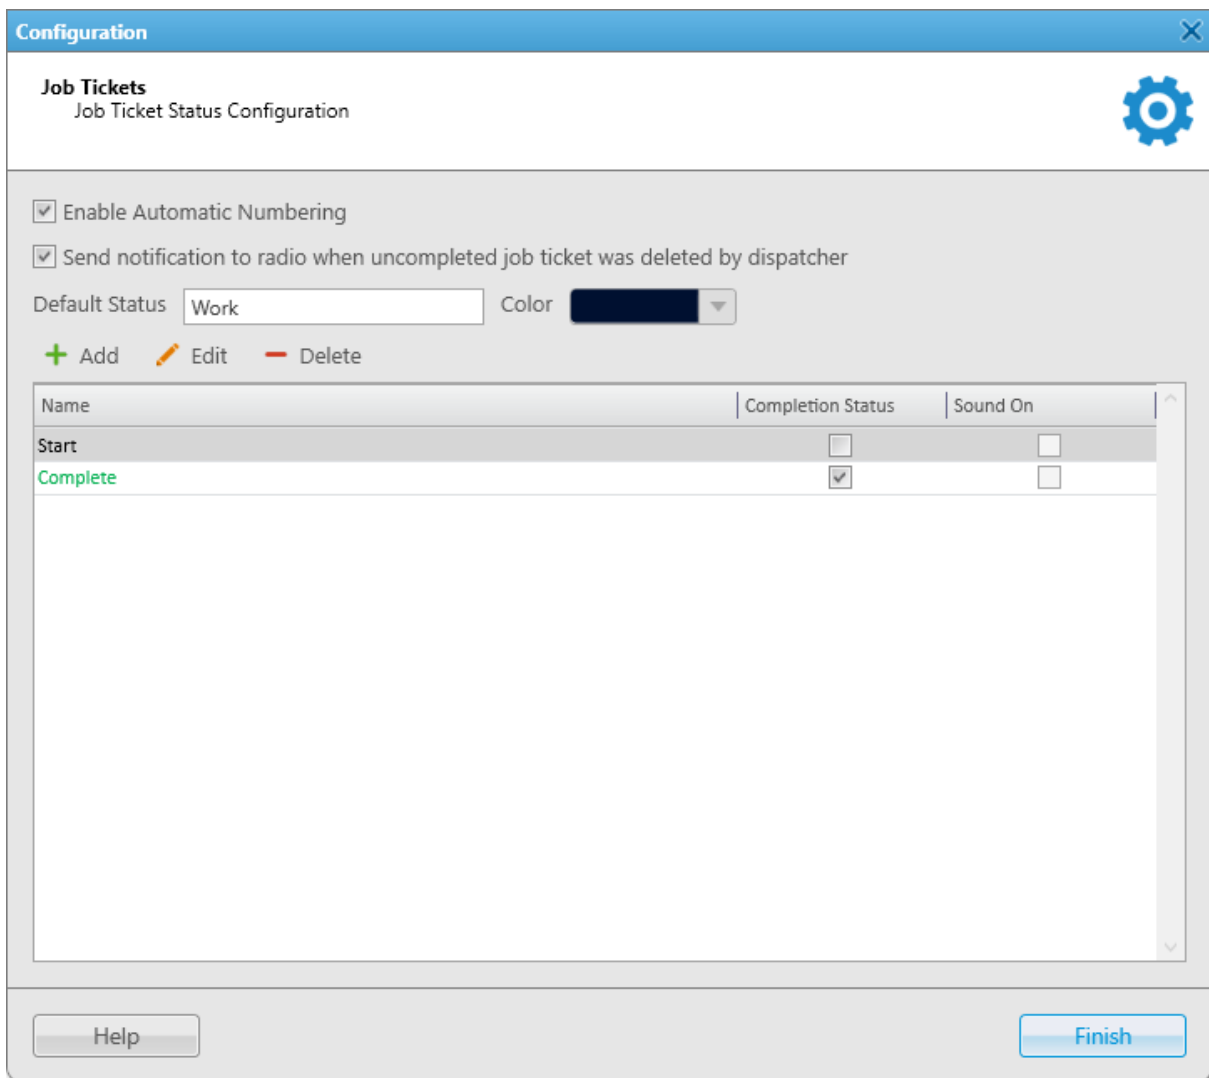 Configuration
Job Tickets
Job Ticket Status Configuration
Enable Automatic Numbering
Send notification to radio when uncompleted job ticket was deleted by dispatcher
Default Status Work Color
Add Edit Delete
Name Completion Status Sound On
Start
Complete
Help Finish